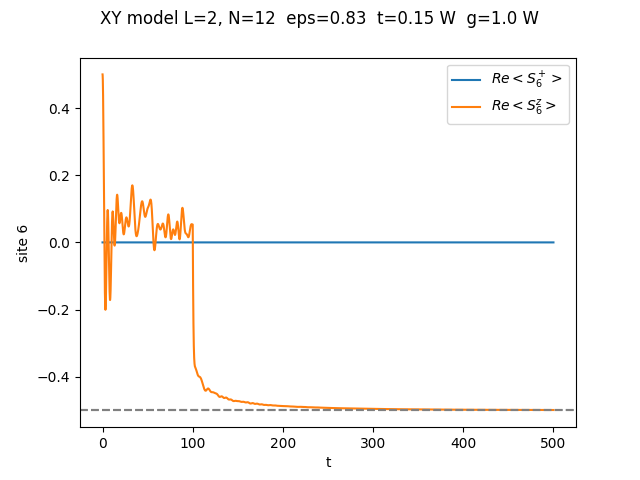 XY model L=2, N=12 eps=0.83 t=0.15 W g=1.0 W
Re < S_6^+ >
Re < S_6^z >
0.4
0.2
0.0
−0.2
−0.4
site 6
0
100
200
300
400
500
t